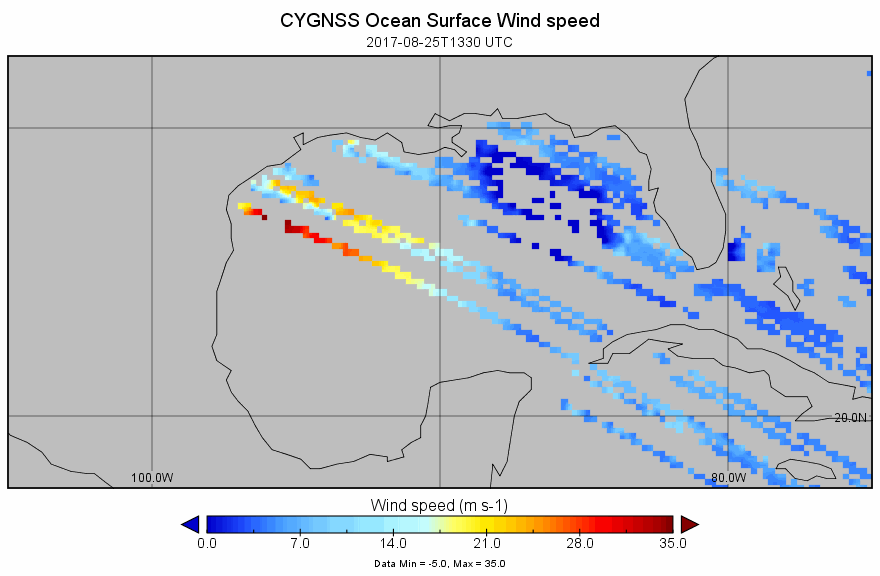 CYGNSS Ocean Surface Wind speed
2017-08-25T1330 UTC
20.0N
100.0W
80.0W
Wind speed (m s-1)
0.0 7.0 14.0 21.0 28.0 35.0
Data Min = -5.0, Max = 35.0